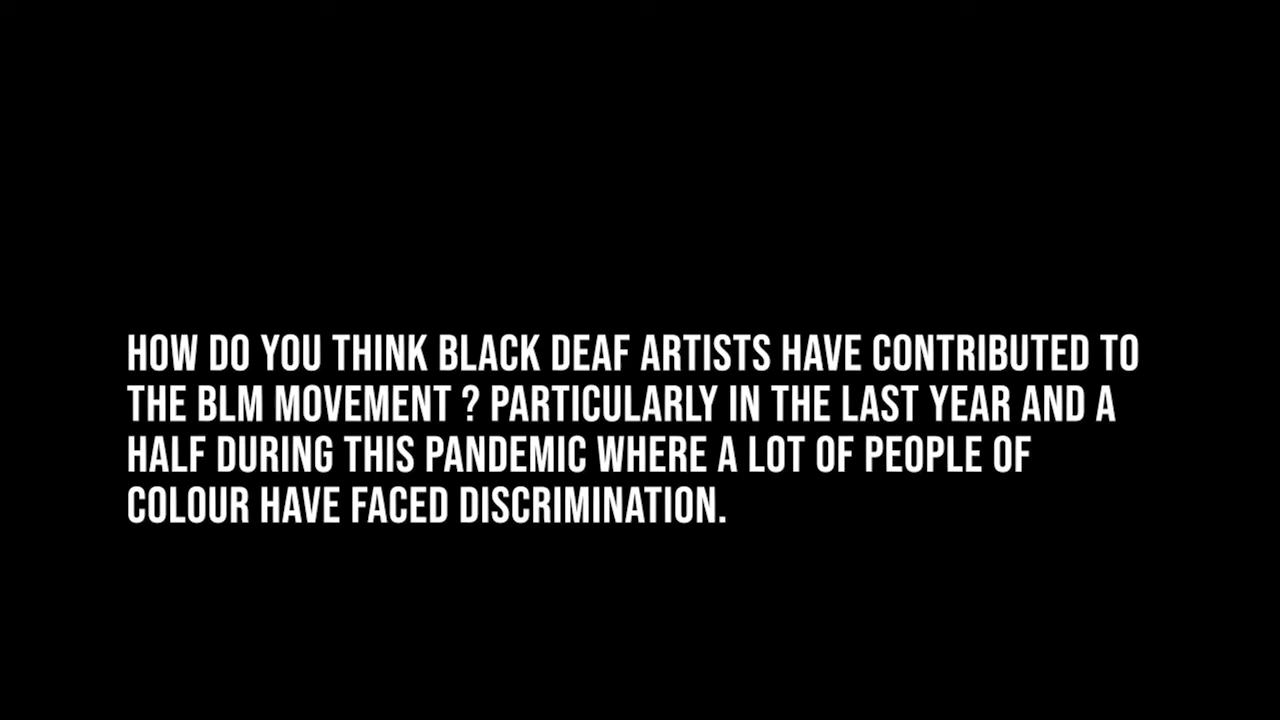 HOW DO YOU THINK BLACK DEAF ARTISTS HAVE CONTRIBUTED TO
THE BLM MOVEMENT ? PARTICULARLY IN THE LAST YEAR AND A
HALF DURING THIS PANDEMIC WHERE A LOT OF PEOPLE OF
COLOUR HAVE FACED DISCRIMINATION.